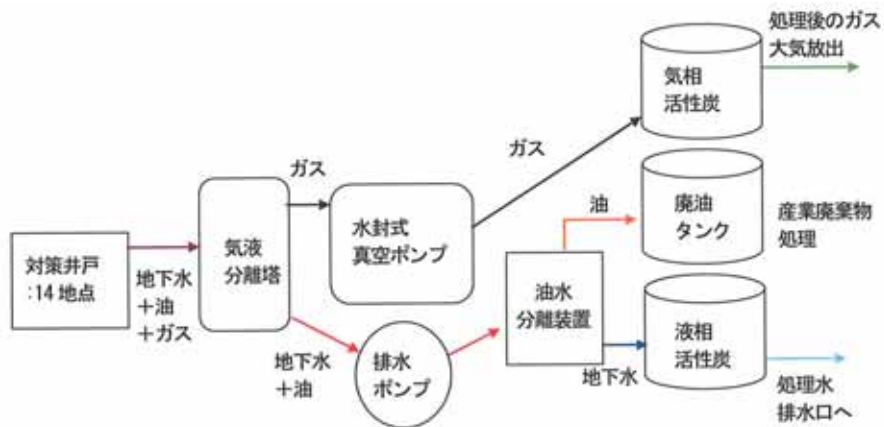 処理後のガス
大気放出
気相
活性炭
ガス
ガス
水封式
真空ポンプ
気液
分離塔
対策井戸
:14地点
地下水
+油
+ガス
油
廃油
タンク
産業廃棄物
処理
油水
分離装置
地下水
+油
排水
ポンプ
地下水
液相
活性炭
処理水
排水口へ